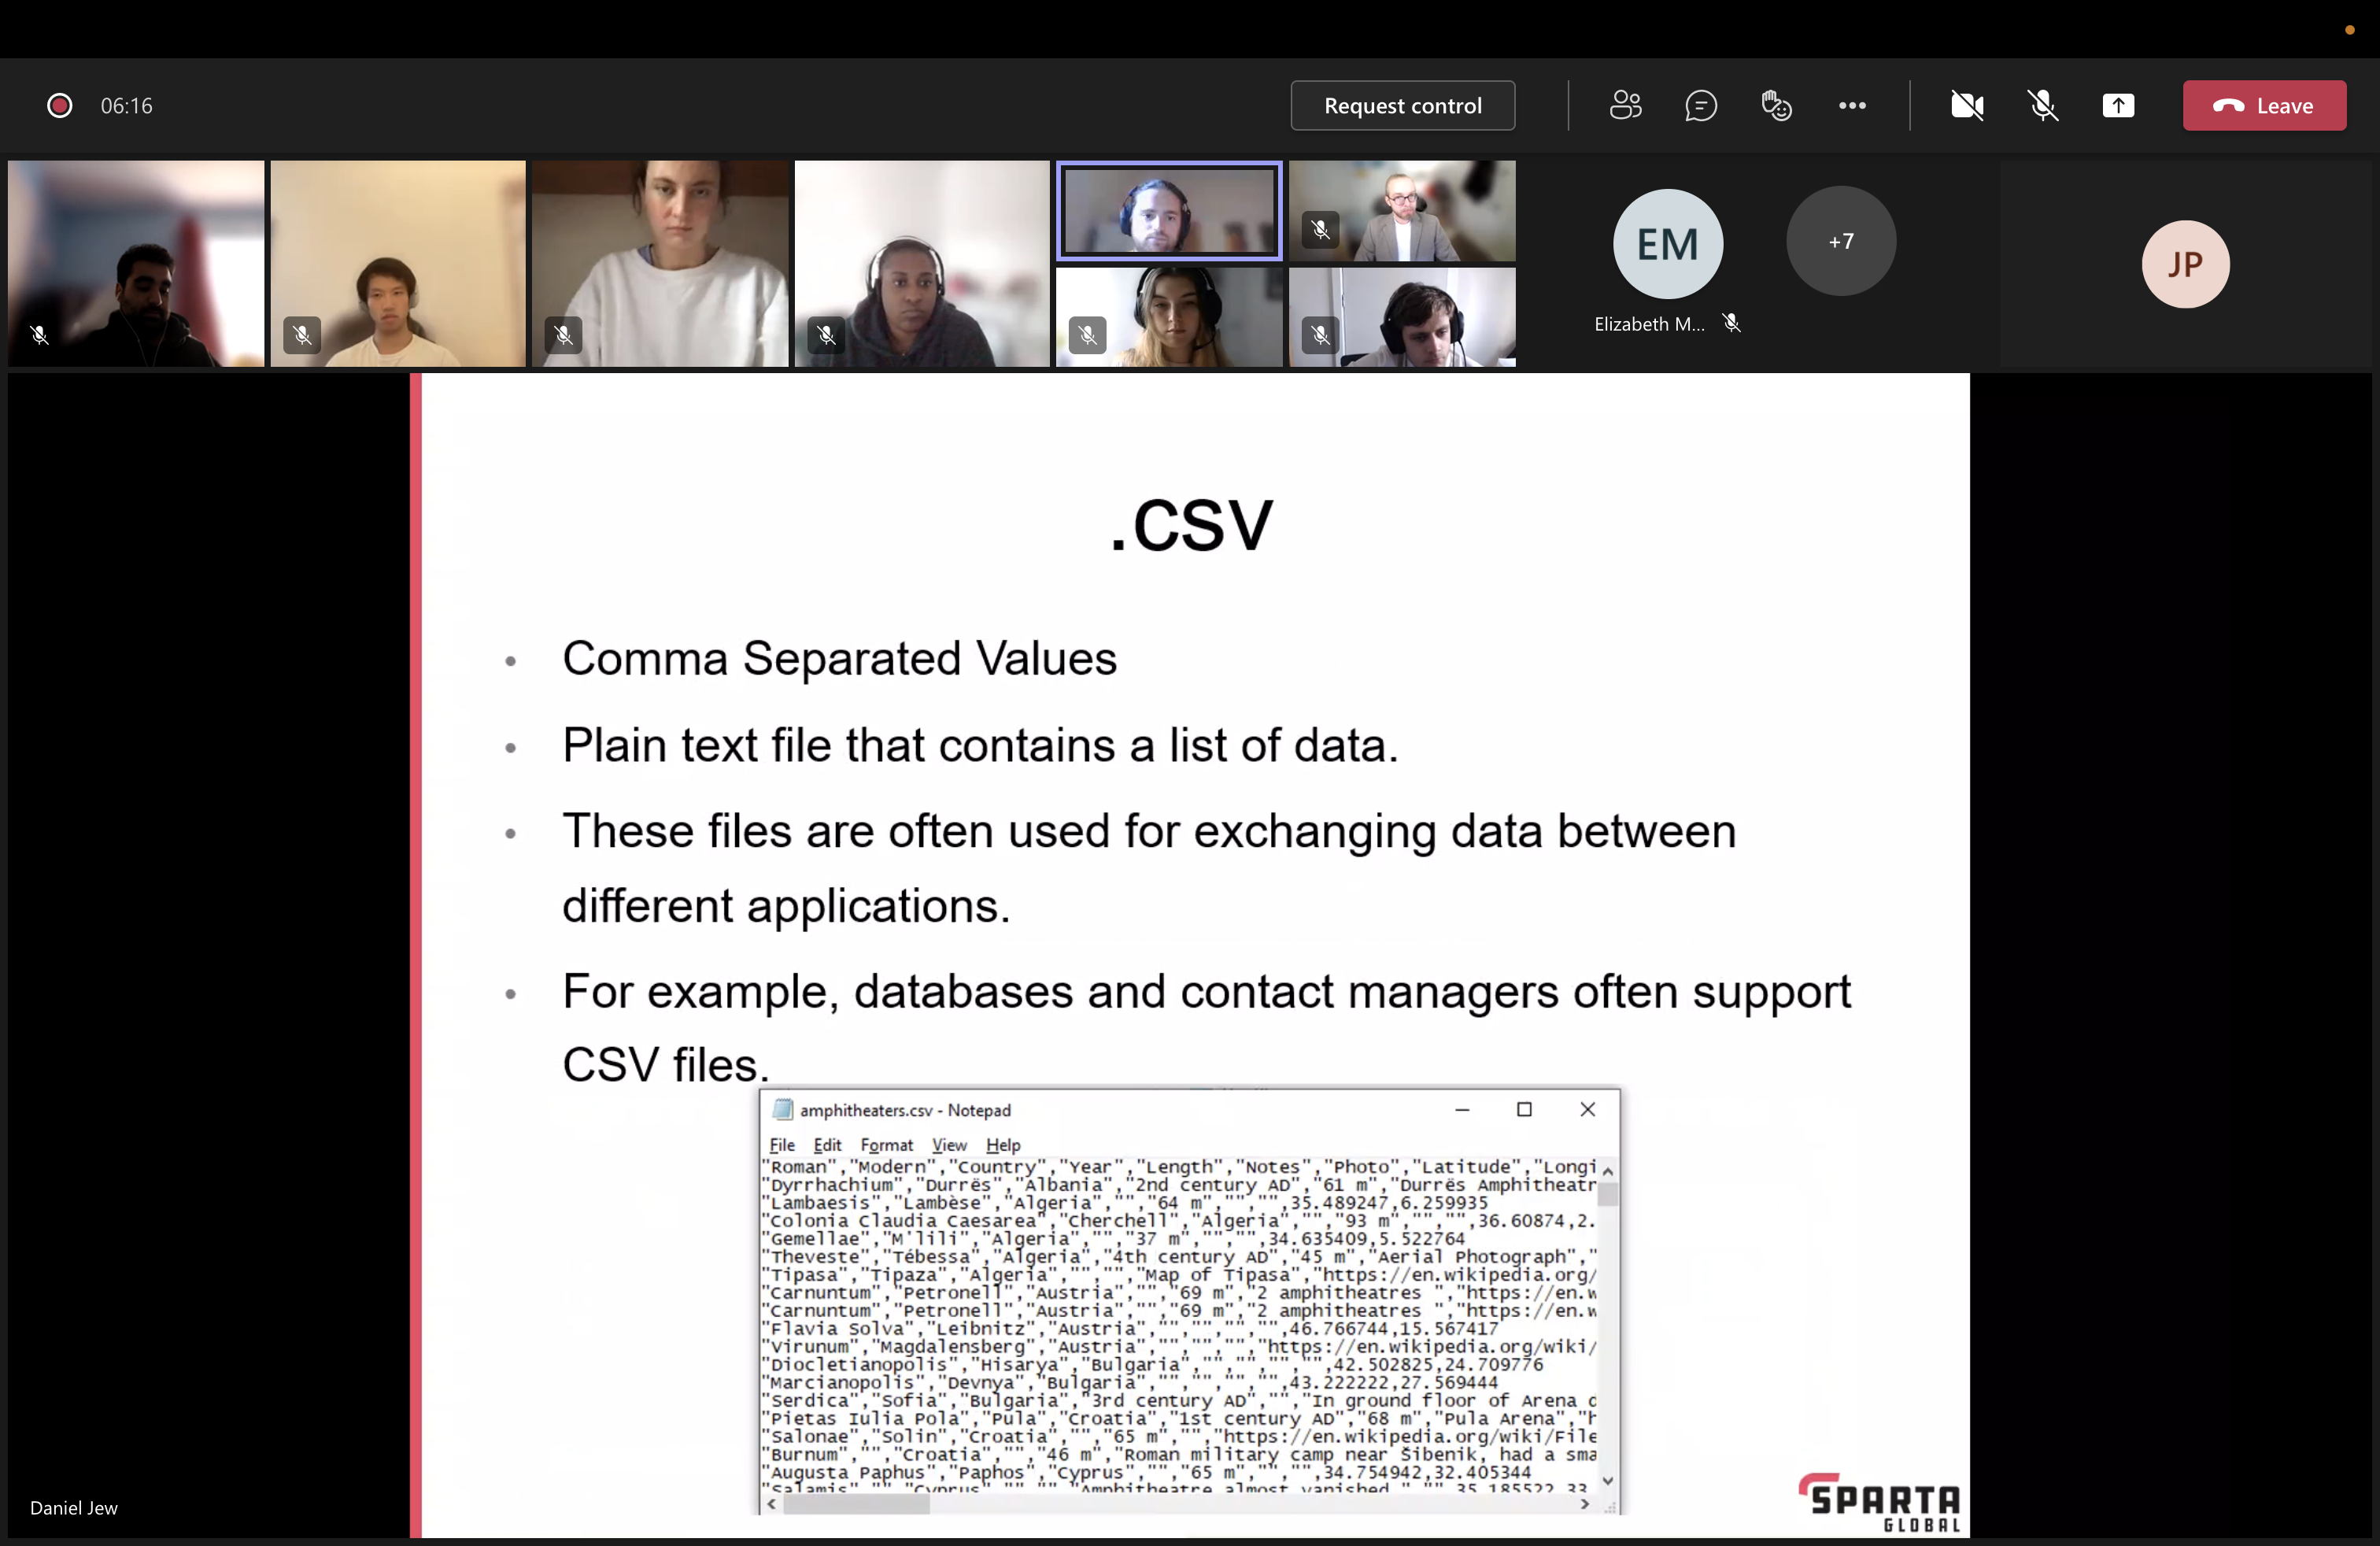 06:16
Request control
Leave
EM
+7
JP
Elizabeth M...
.CSV
Comma Separated Values
Plain text file that contains a list of data.
These files are often used for exchanging data between
different applications.
For example, databases and contact managers often support
CSV files.
amphitheaters.csv - Notepad
File Edit Format View Help
"Roman","Modern","Country","Year","Length","Notes","Photo","Latitude","Longi
"Dyrrhachium","Durrës","Albania","2nd century AD","61 m","Durrës Amphitheatr
"Lambaesis","Lambèse","Algeria","","64 m","","",35.489247,6.259935
"Colonia Claudia Caesarea","Cherchell","Algeria","","93 m","","",36.60874,2.
"Gemellae","M'lili","Algeria","","37 m","","",34.635409,5.522764
"Theveste","Tébessa","Algeria","4th century AD","45 m","Aerial Photograph","
"Tipasa","Tipaza","Algeria","","","Map of Tipasa","https://en.wikipedia.org/
"Carnuntum","Petronell","Austria","","69 m","2 amphitheatres ","https://en.w
"Carnuntum","Petronell","Austria","","69 m","2 amphitheatres ","https://en.w
"Flavia Solva","Leibnitz","Austria","","","","",46.766744,15.567417
"Virunum","Magdalensberg","Austria","","","","https://en.wikipedia.org/wiki/
"Diocletianopolis","Hisarya","Bulgaria","","","","",42.502825,24.709776
"Marcianopolis","Devnya","Bulgaria","","","","",43.222222,27.569444
"Serdica","Sofia","Bulgaria","3rd century AD","","In ground floor of Arena d
"Pietas Iulia Pola","Pula","Croatia","1st century AD","68 m","Pula Arena","h
"Salonae","Solin","Croatia","","65 m","","https://en.wikipedia.org/wiki/File
"Burnum","","Croatia","","46 m","Roman military camp near Šibenik, had a sma
"Augusta Paphus","Paphos","Cyprus","","65 m","","",34.754942,32.405344
"Salamis","","Cyprus","","","Amphitheatre almost vanished.","",35.185522,33.
Daniel Jew
SPARTA
GLOBAL